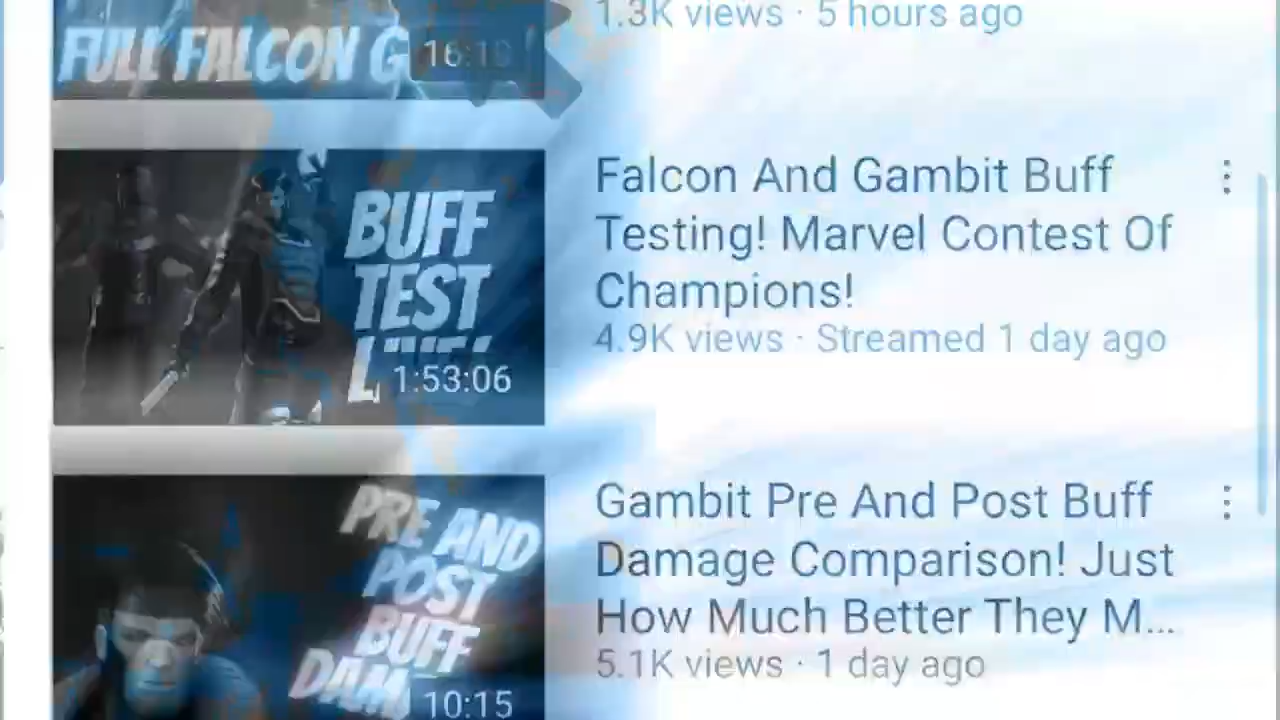 1.3K views · 5 hours ago
FULL FALCON G
16:10
BUFF
TEST
1:53:06
Falcon And Gambit Buff
Testing! Marvel Contest Of
Champions!
4.9K views · Streamed 1 day ago
PRE AND
POST
BUFF
10:15
Gambit Pre And Post Buff
Damage Comparison! Just
How Much Better They M...
5.1K views · 1 day ago